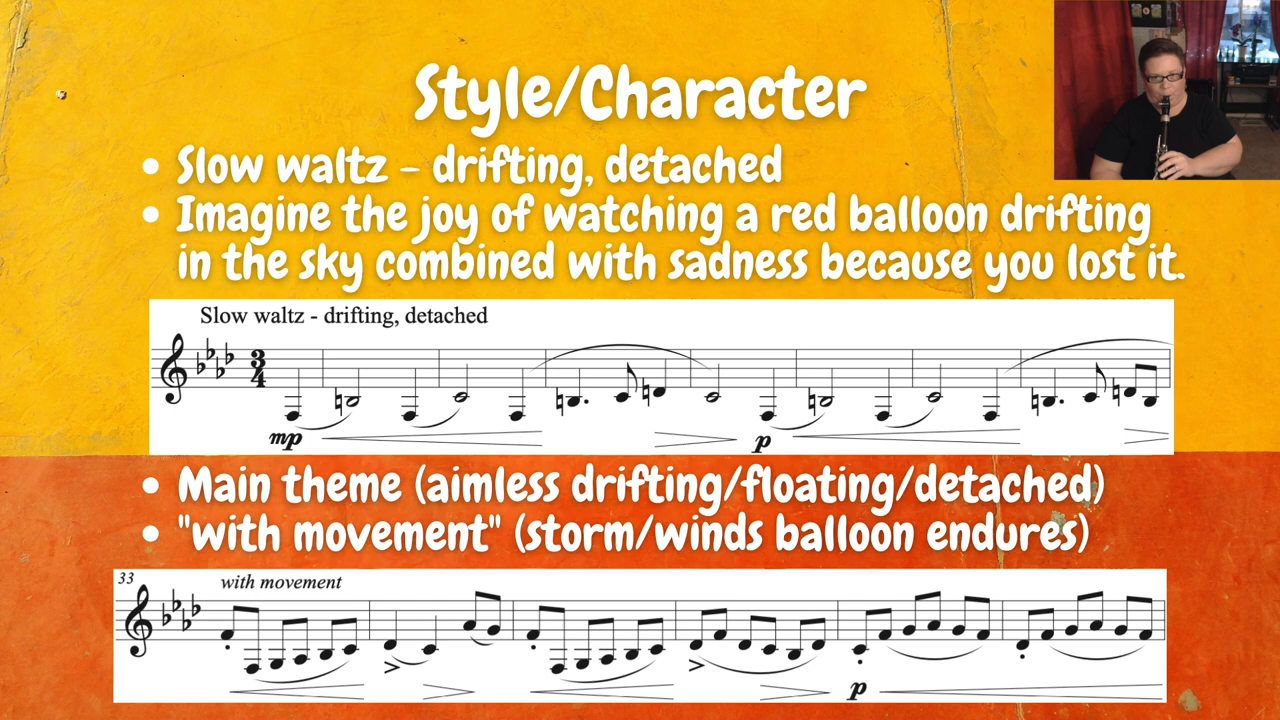 Style/Character
• Slow waltz - drifting, detached
• Imagine the joy of watching a red balloon drifting
in the sky combined with sadness because you lost it.
Slow waltz - drifting, detached
3
4
mp
p
• Main theme (aimless drifting/floating/detached)
• "with movement" (storm/winds balloon endures)
33
with movement
p